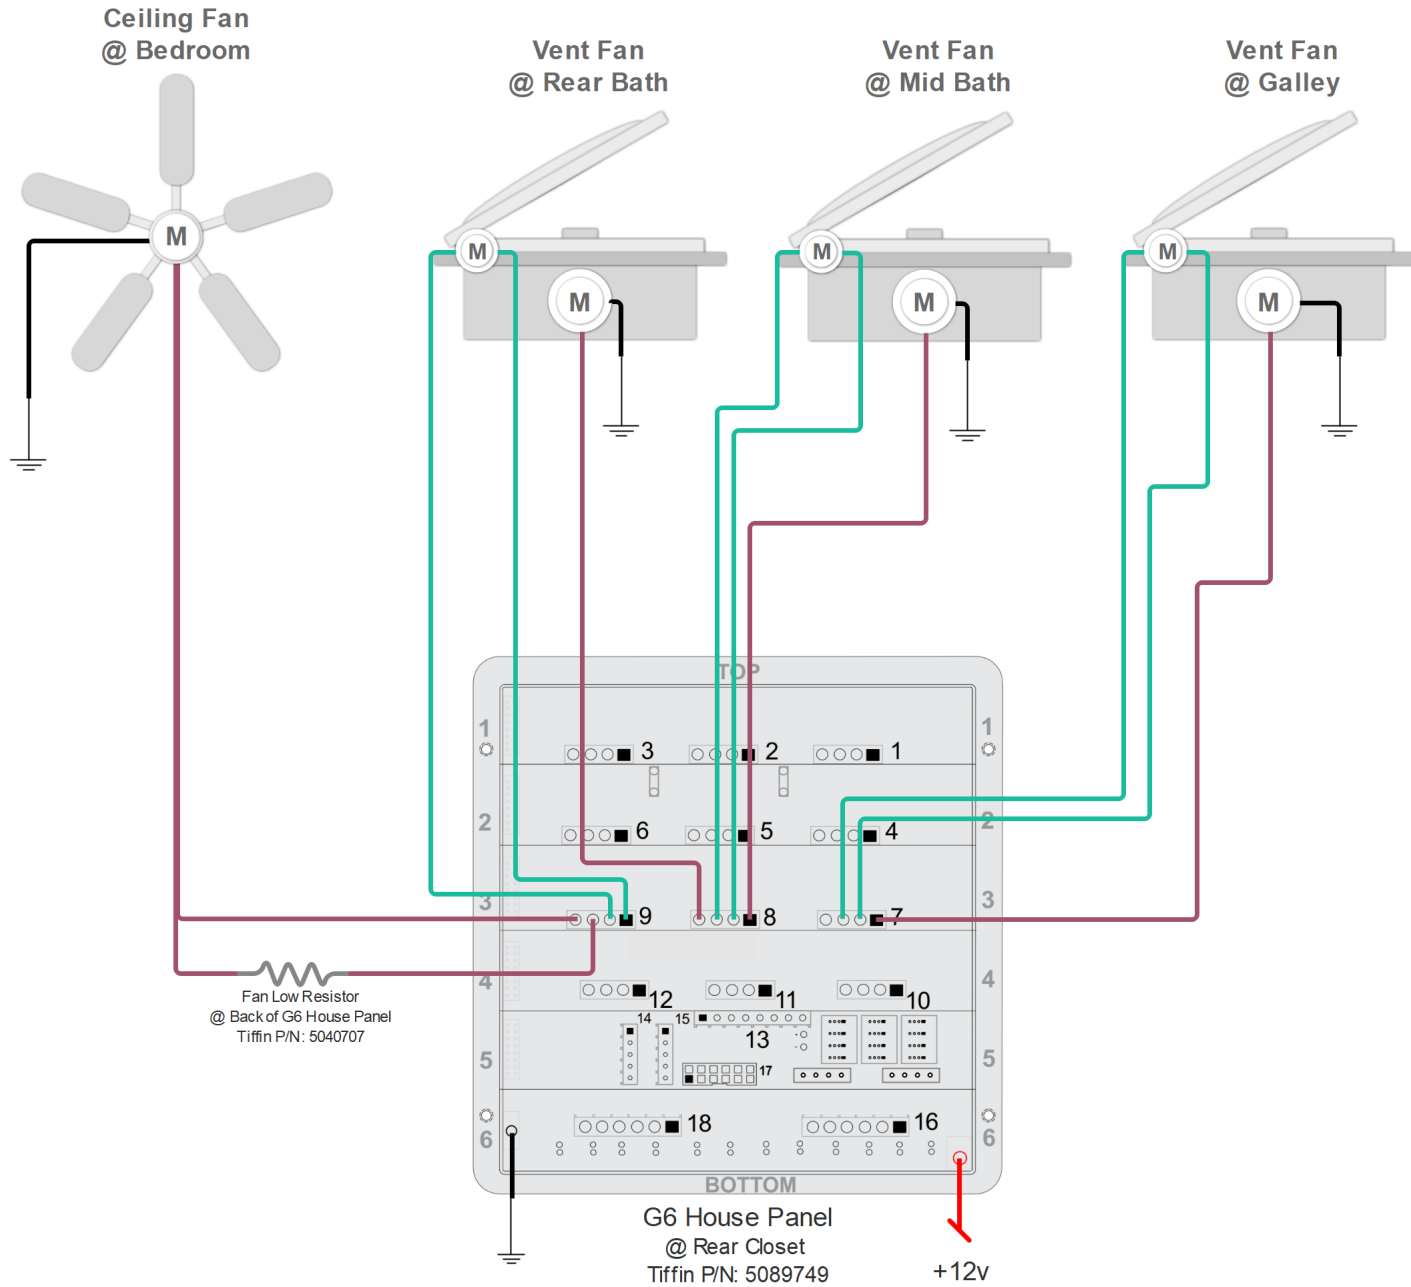 Ceiling Fan
@ Bedroom
Vent Fan
@ Rear Bath
Vent Fan
@ Mid Bath
Vent Fan
@ Galley
M
M
M
M
M
M
M
TOP
1
1
3
2
1
2
2
6
5
4
3
3
9
8
7
4
4
12
11
10
Fan Low Resistor
@ Back of G6 House Panel
Tiffin P/N: 5040707
14
15
13
5
5
17
18
16
6
6
BOTTOM
G6 House Panel
@ Rear Closet
Tiffin P/N: 5089749
+12v